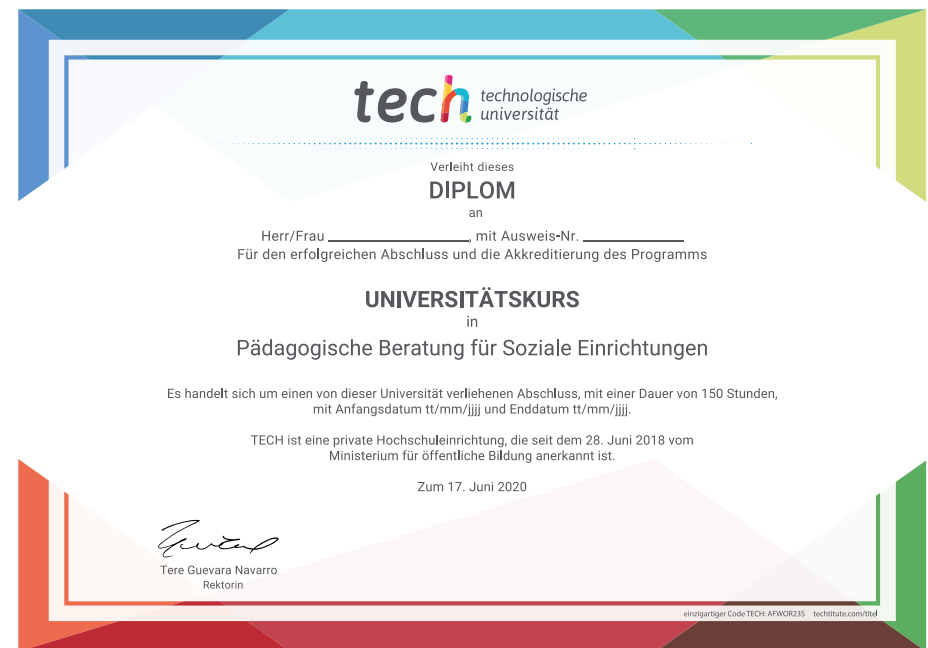 tech technologische
universität
Verleiht dieses
DIPLOM
an
Herr/Frau ____________________, mit Ausweis-Nr. ______________
Für den erfolgreichen Abschluss und die Akkreditierung des Programms
UNIVERSITÄTSKURS
in
Pädagogische Beratung für Soziale Einrichtungen
Es handelt sich um einen von dieser Universität verliehenen Abschluss, mit einer Dauer von 150 Stunden,
mit Anfangsdatum tt/mm/jjjj und Enddatum tt/mm/jjjj.
TECH ist eine private Hochschuleinrichtung, die seit dem 28. Juni 2018 vom
Ministerium für öffentliche Bildung anerkannt ist.
Zum 17. Juni 2020
Tere Guevara Navarro
Rektorin
einzigartiger Code TECH: AFWOR23S techtitute.com/titel